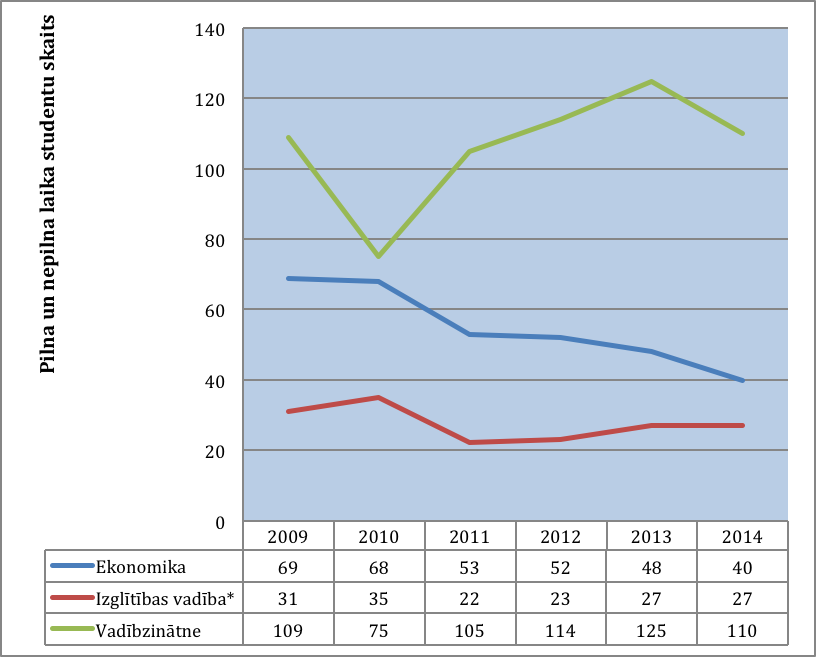 Pilna un nepilna laika studentu skaits
140
120
100
80
60
40
20
0
2009 2010 2011 2012 2013 2014
Ekonomika 69 68 53 52 48 40
Izglītības vadība* 31 35 22 23 27 27
Vadībzinātne 109 75 105 114 125 110